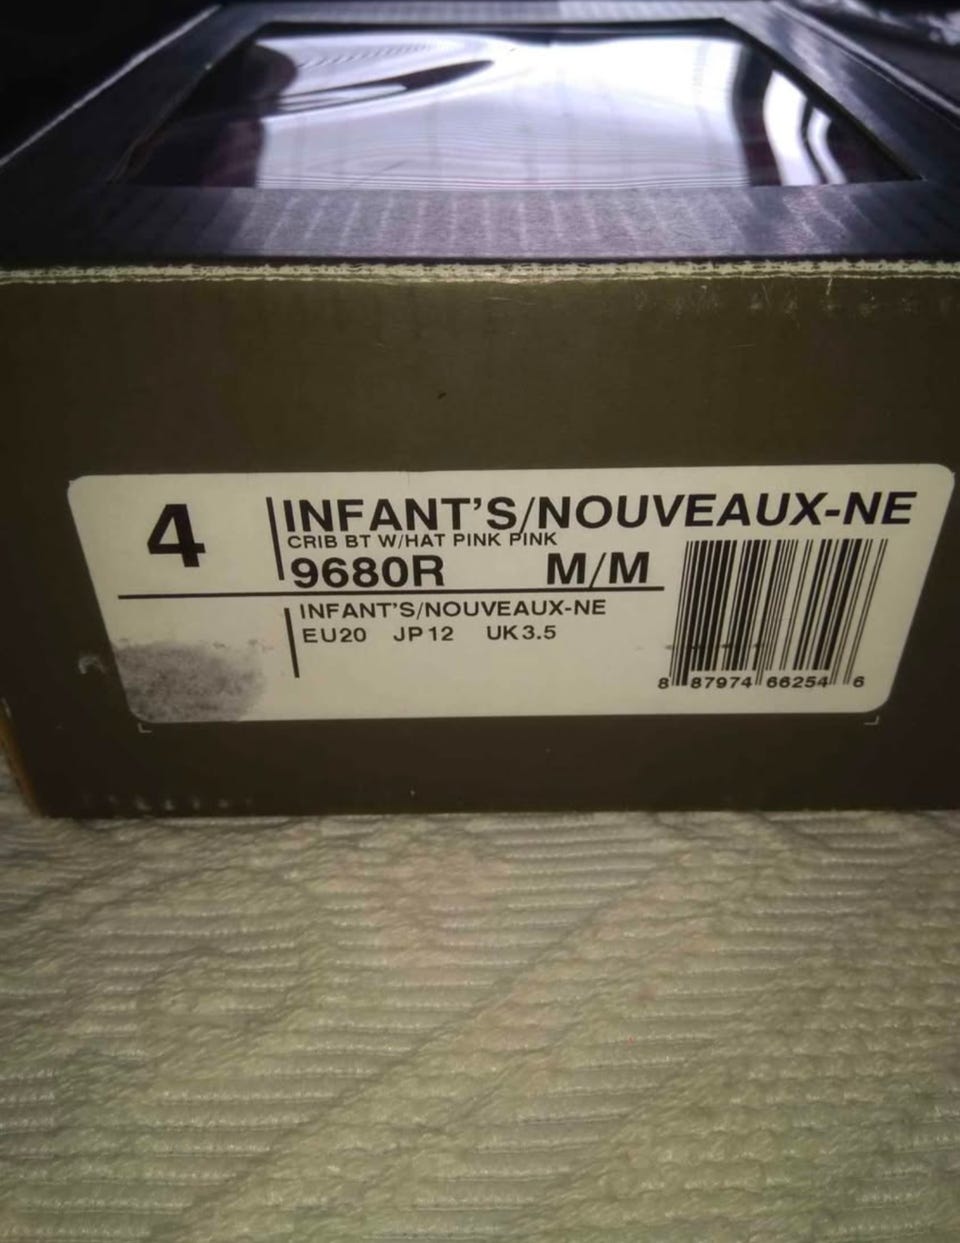 4
INFANT'S/NOUVEAUX-NE
CRIB BT W/HAT PINK PINK
9680R M/M
INFANT'S/NOUVEAUX-NE
EU20 JP12 UK3.5
8 87974 66254 6